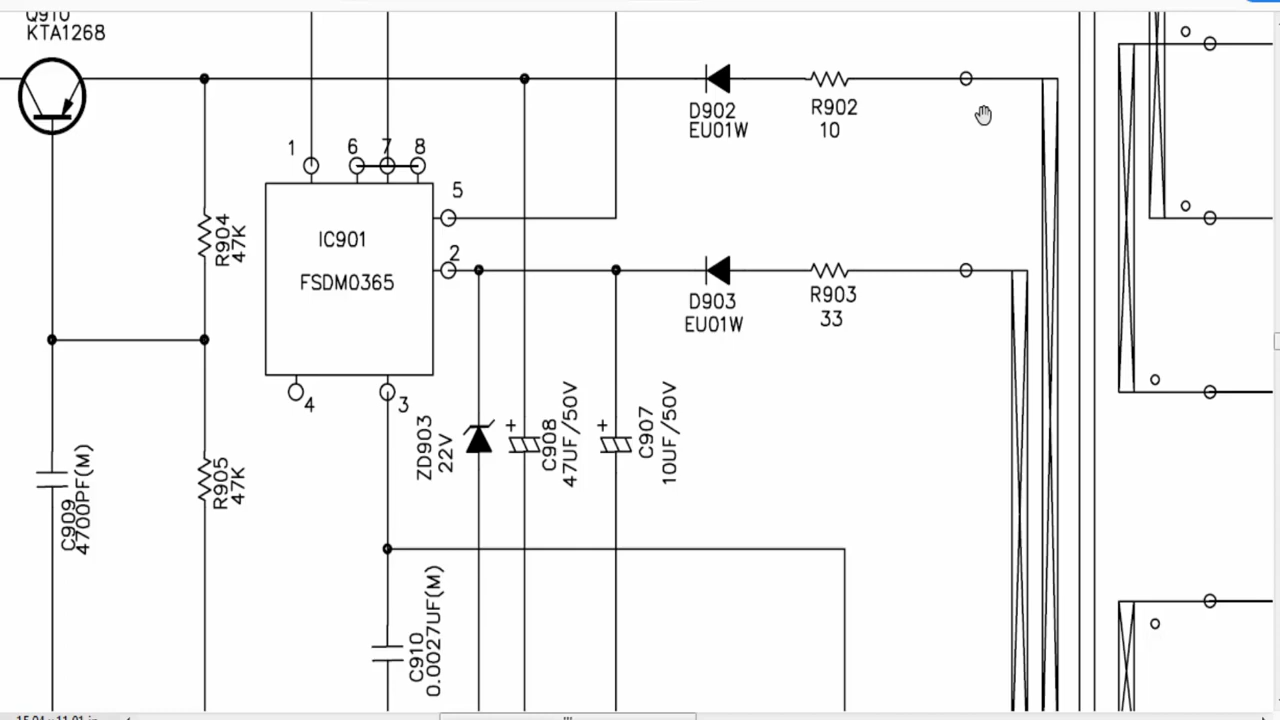 Q910
KTA1268
D902
EU01W
R902
10
1
6
7
8
5
2
IC901
FSDM0365
R904
47K
D903
EU01W
R903
33
4
3
ZD903
22V
+
C908
47UF/50V
+
C907
10UF/50V
R905
47K
C909
4700PF(M)
C910
0.0027UF(M)